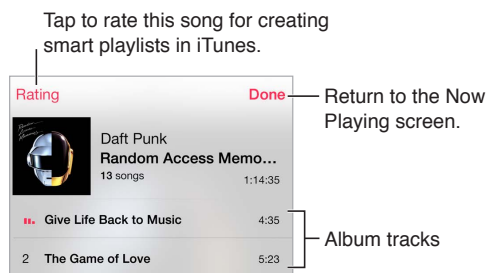 Tap to rate this song for creating
smart playlists in iTunes.
Rating
Done
Return to the Now
Playing screen.
Daft Punk
Random Access Memo...
13 songs
1:14:35
Give Life Back to Music
4:35
Album tracks
2 The Game of Love
5:23